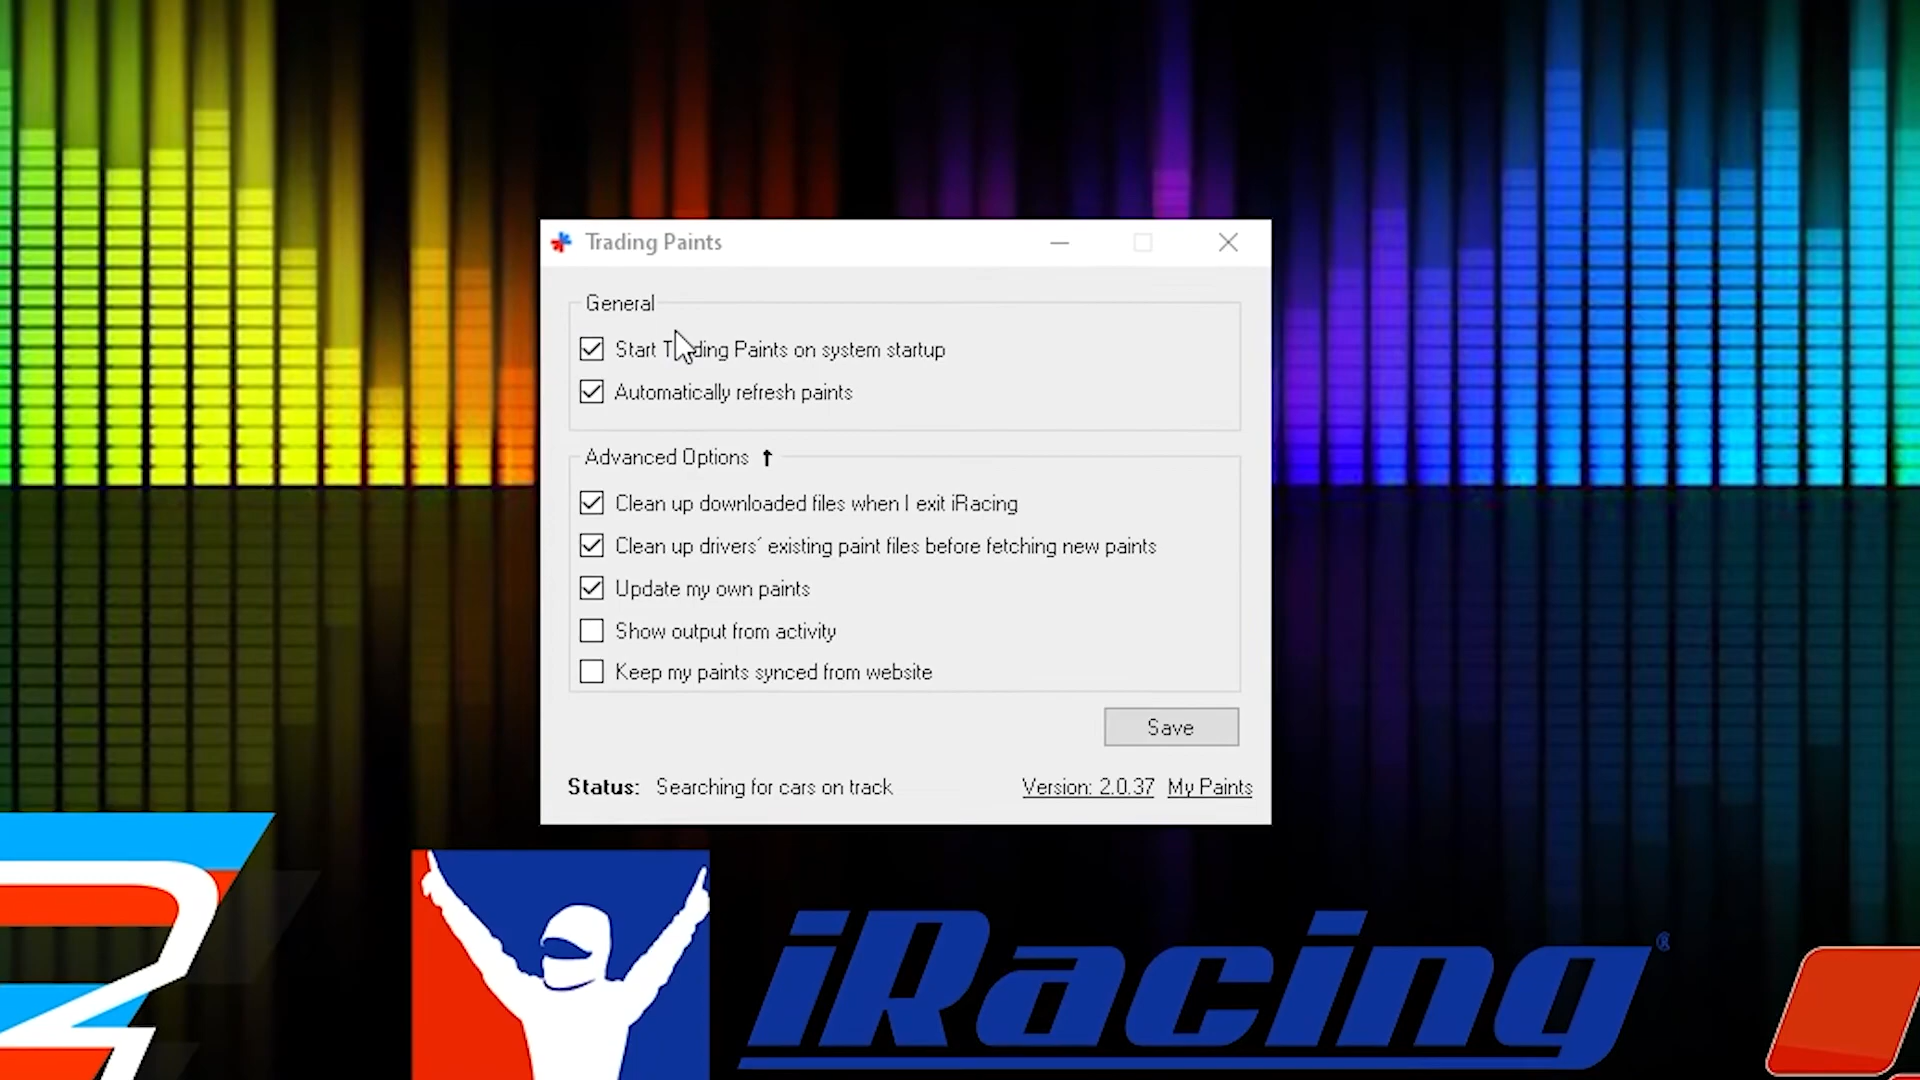 Trading Paints
General
Start Trading Paints on system startup
Automatically refresh paints
Advanced Options ↑
Clean up downloaded files when I exit iRacing
Clean up drivers´ existing paint files before fetching new paints
Update my own paints
Show output from activity
Keep my paints synced from website
Save
Status: Searching for cars on track Version: 2.0.37 My Paints
iRacing®